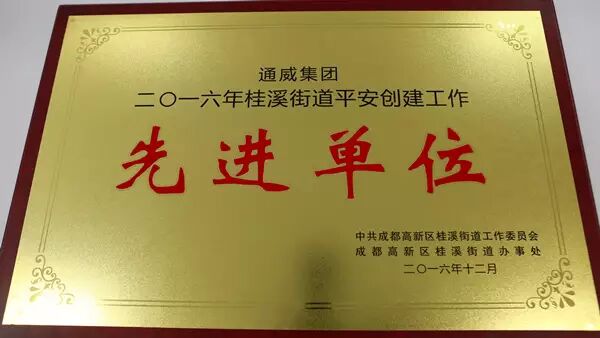 通威集团
二〇一六年桂溪街道平安创建工作
先进单位
中共成都高新区桂溪街道工作委员会
成都高新区桂溪街道办事处
二〇一六年十二月